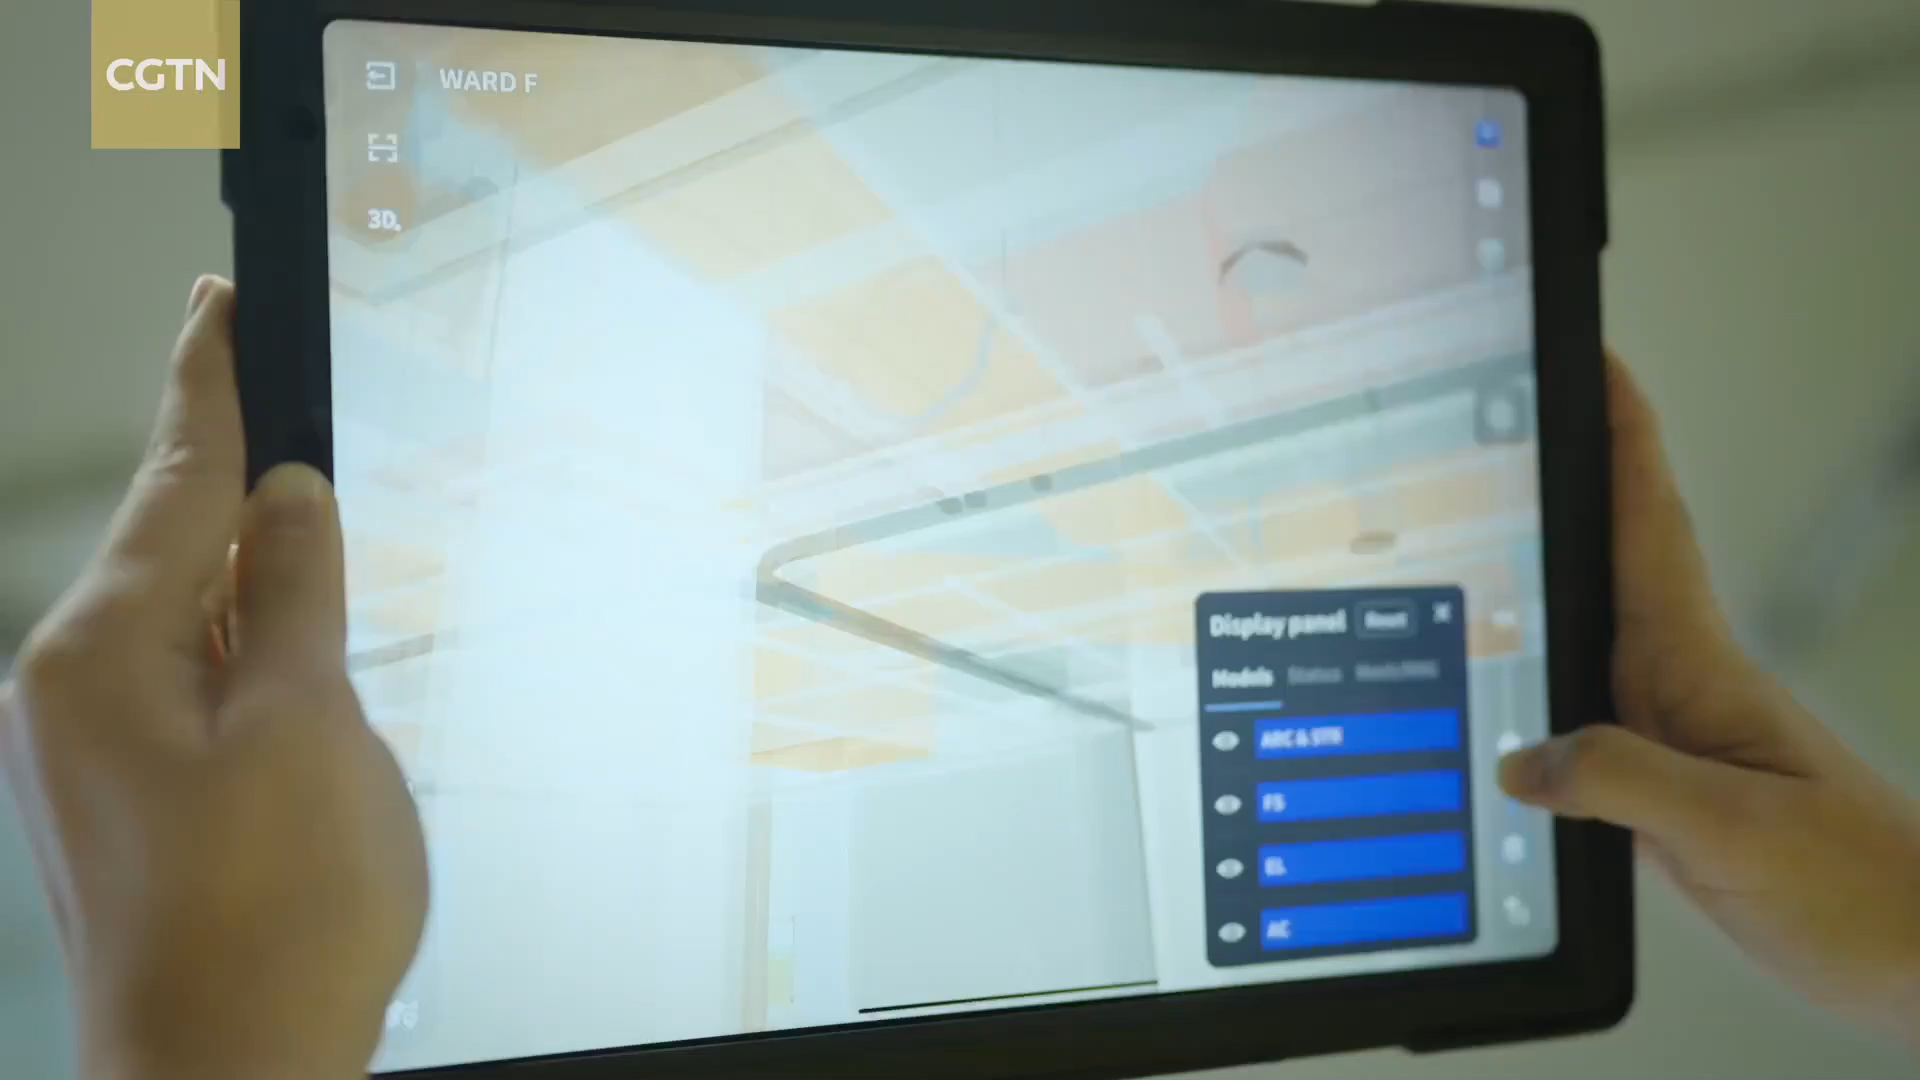 CGTN
WARD F
3D
Display panel Reset
Models Status
ARC & STR
FS
EL
AC